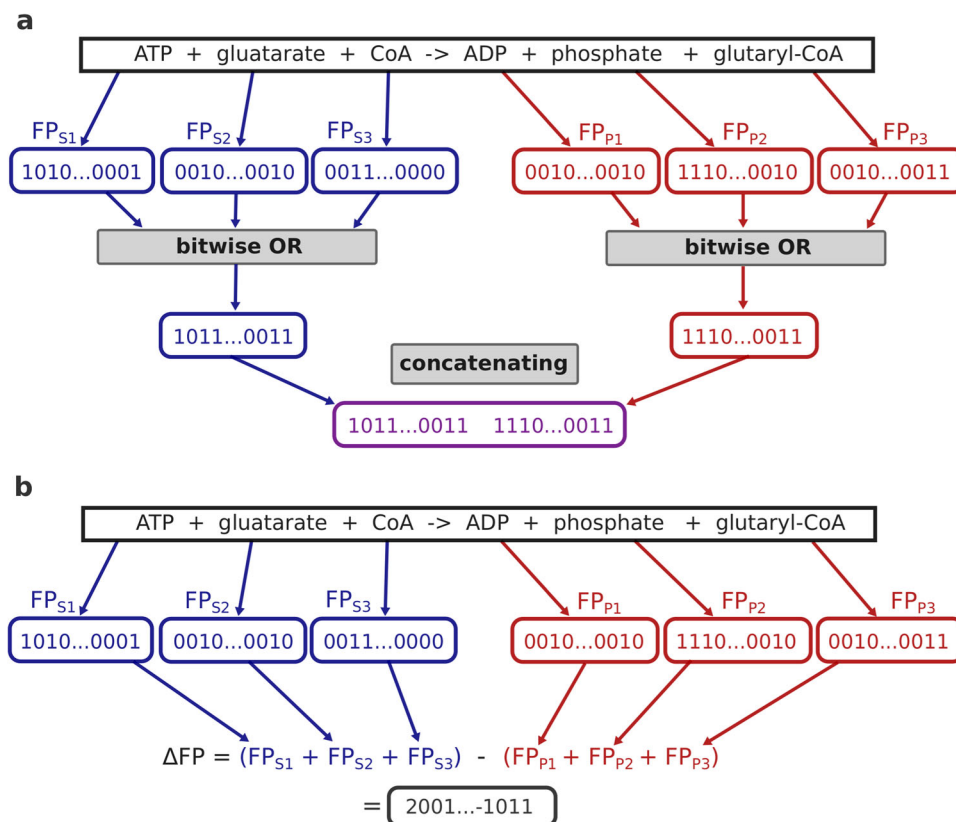 a
ATP + gluatarate + CoA -> ADP + phosphate + glutaryl-CoA
FPS1 FPS2 FPS3 FPP1 FPP2 FPP3
1010...0001 0010...0010 0011...0000 0010...0010 1110...0010 0010...0011
bitwise OR bitwise OR
1011...0011 1110...0011
concatenating
1011...0011 1110...0011
b
ATP + gluatarate + CoA -> ADP + phosphate + glutaryl-CoA
FPS1 FPS2 FPS3 FPP1 FPP2 FPP3
1010...0001 0010...0010 0011...0000 0010...0010 1110...0010 0010...0011
ΔFP = (FPS1 + FPS2 + FPS3) - (FPP1 + FPP2 + FPP3)
= 2001...-1011